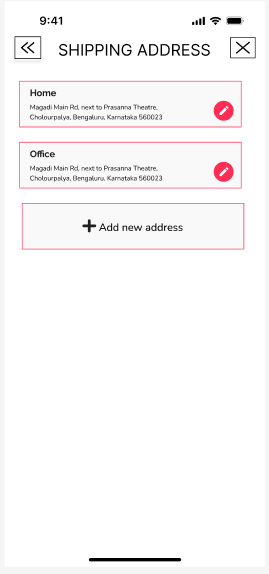 9:41
SHIPPING ADDRESS
Home
Magadi Main Rd, next to Prasanna Theatre,
Cholourpalya, Bengaluru, Karnataka 560023
Office
Magadi Main Rd, next to Prasanna Theatre,
Cholourpalya, Bengaluru, Karnataka 560023
Add new address